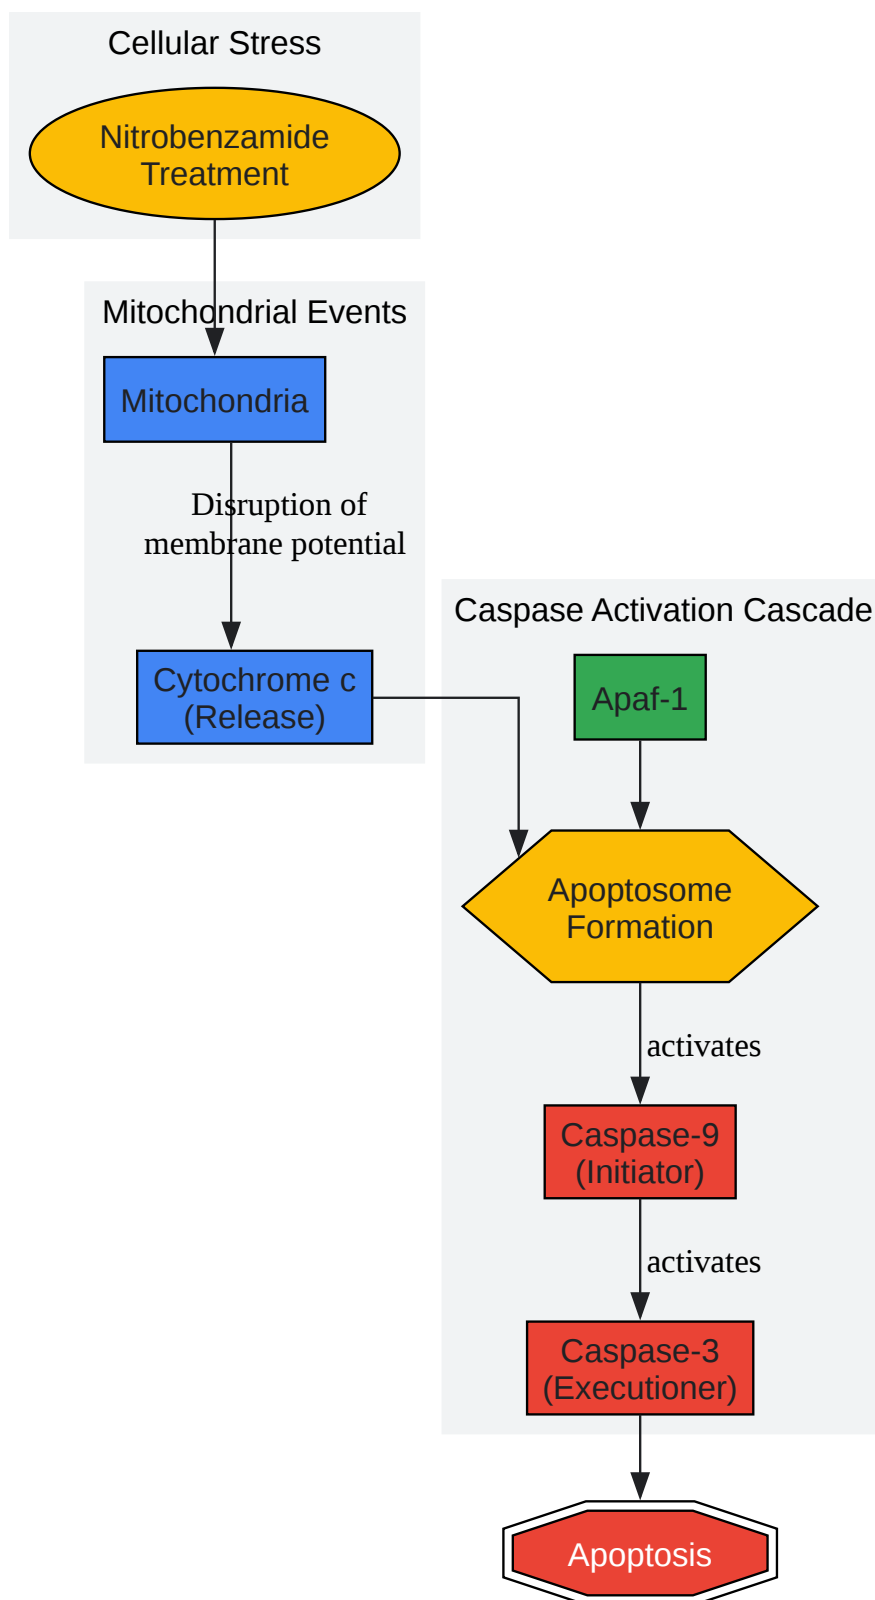 Cellular Stress
Nitrobenzamide
Treatment
Mitochondrial Events
Mitochondria
Disruption of
membrane potential
Cytochrome c
(Release)
Caspase Activation Cascade
Apaf-1
Apoptosome
Formation
activates
Caspase-9
(Initiator)
activates
Caspase-3
(Executioner)
Apoptosis